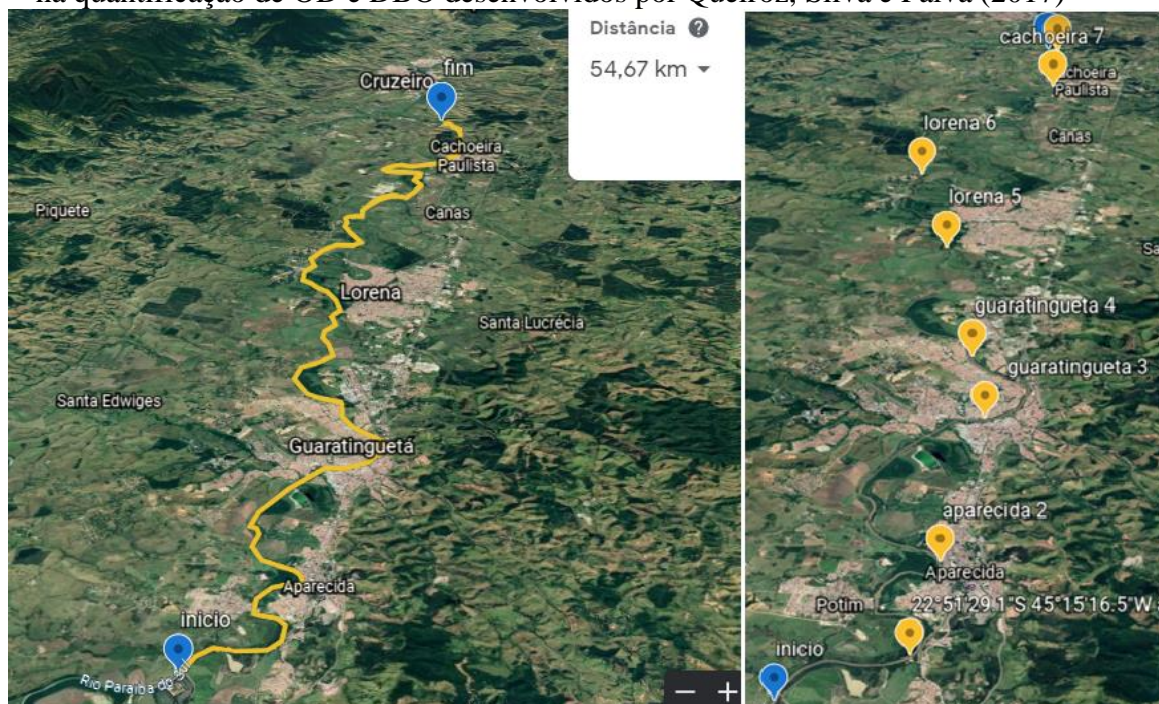 na quantificação de OD e DBO desenvolvidos por Queiroz, Silva e Paiva (2017)
Distância
54,67 km
Cruzeiro
fim
Cachoeira
Paulista
Piquete
Canas
Lorena
Santa Lucrécia
Santa Edwiges
Guaratinguetá
Aparecida
inicio
Rio Paraíba do Sul
cachoeira 7
Cachoeira
Paulista
lorena 6
Canas
lorena 5
guaratingueta 4
guaratingueta 3
aparecida 2
Aparecida
Potim
22°51'29.1"S 45°15'16.5"W
inicio